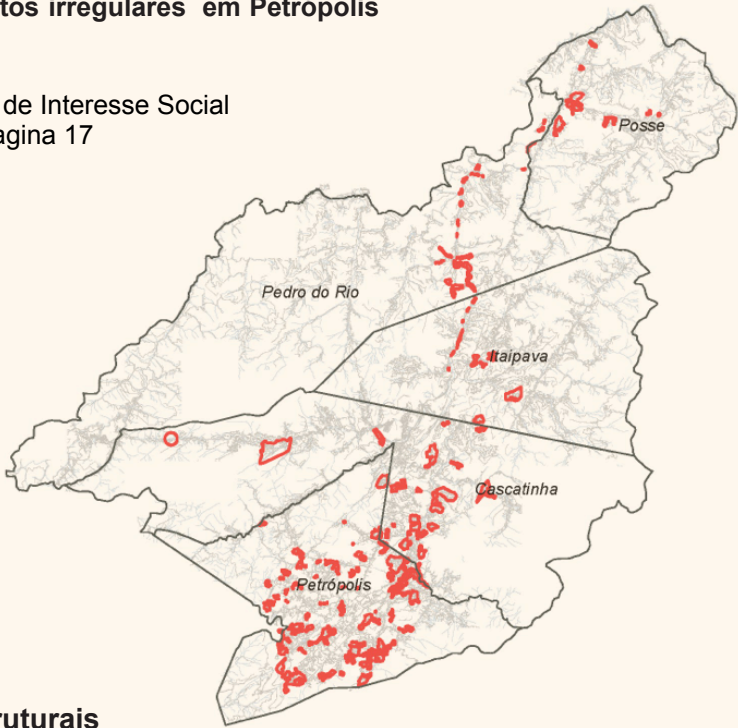 tos irregulares em Petrópolis
de Interesse Social
agina 17
Posse
Pedro do Rio
Itaipava
Cascatinha
Petrópolis
ruturais